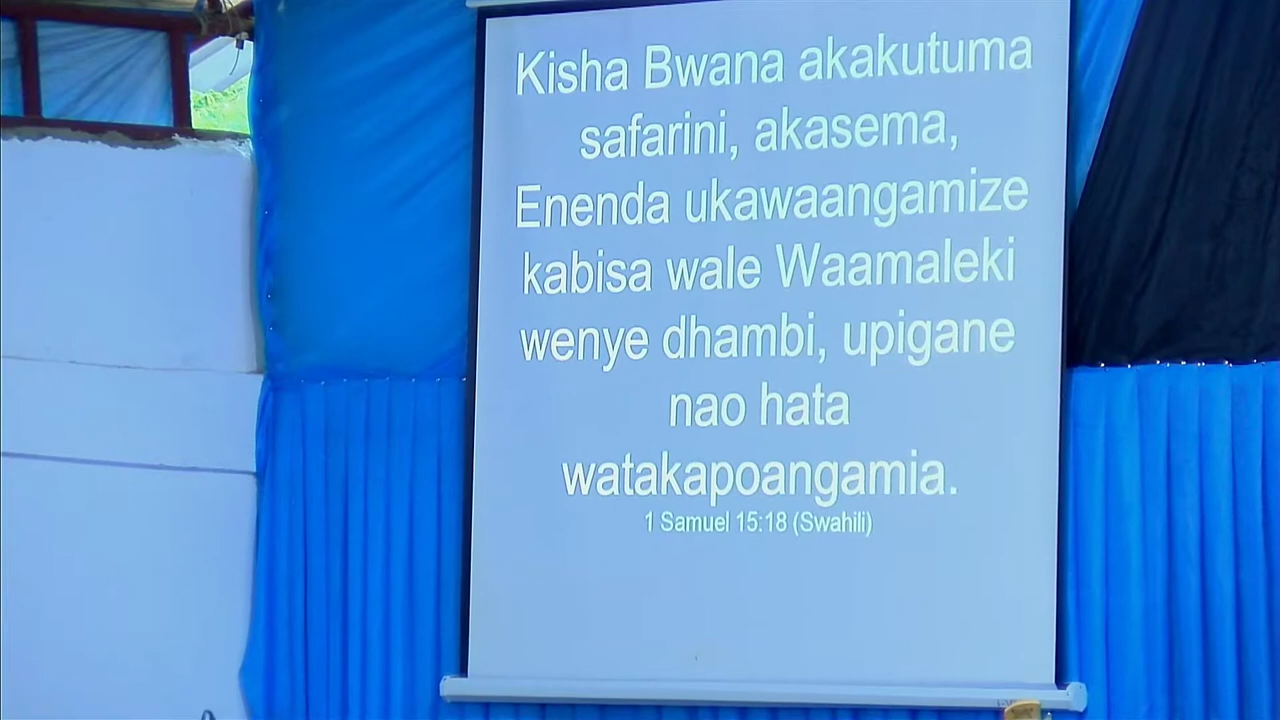 Kisha Bwana akakutuma
safarini, akasema,
Enenda ukawaangamize
kabisa wale Waamaleki
wenye dhambi, upigane
nao hata
watakapoangamia.
1 Samuel 15:18 (Swahili)